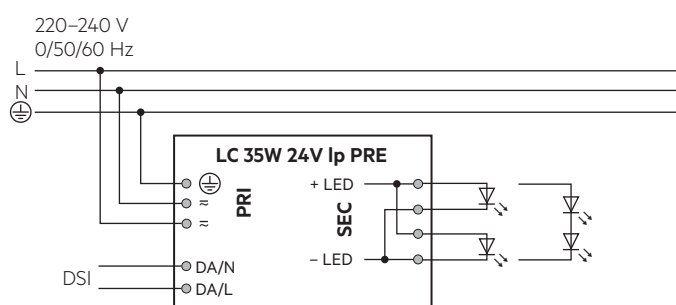 220–240 V
0/50/60 Hz
L
N
LC 35W 24V lp PRE
PRI
≈
≈
+ LED
SEC
– LED
DSI
DA/N
DA/L